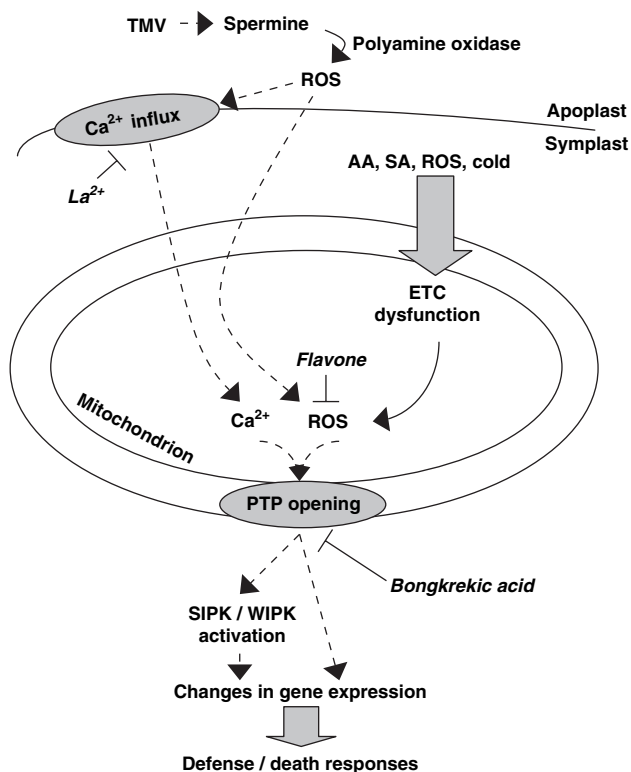 TMV Spermine
Polyamine oxidase
ROS
Ca²⁺ influx
Apoplast
Symplast
La²⁺
AA, SA, ROS, cold
ETC
dysfunction
Flavone
Mitochondrion
Ca²⁺ ROS
PTP opening
Bongkrekic acid
SIPK / WIPK
activation
Changes in gene expression
Defense / death responses